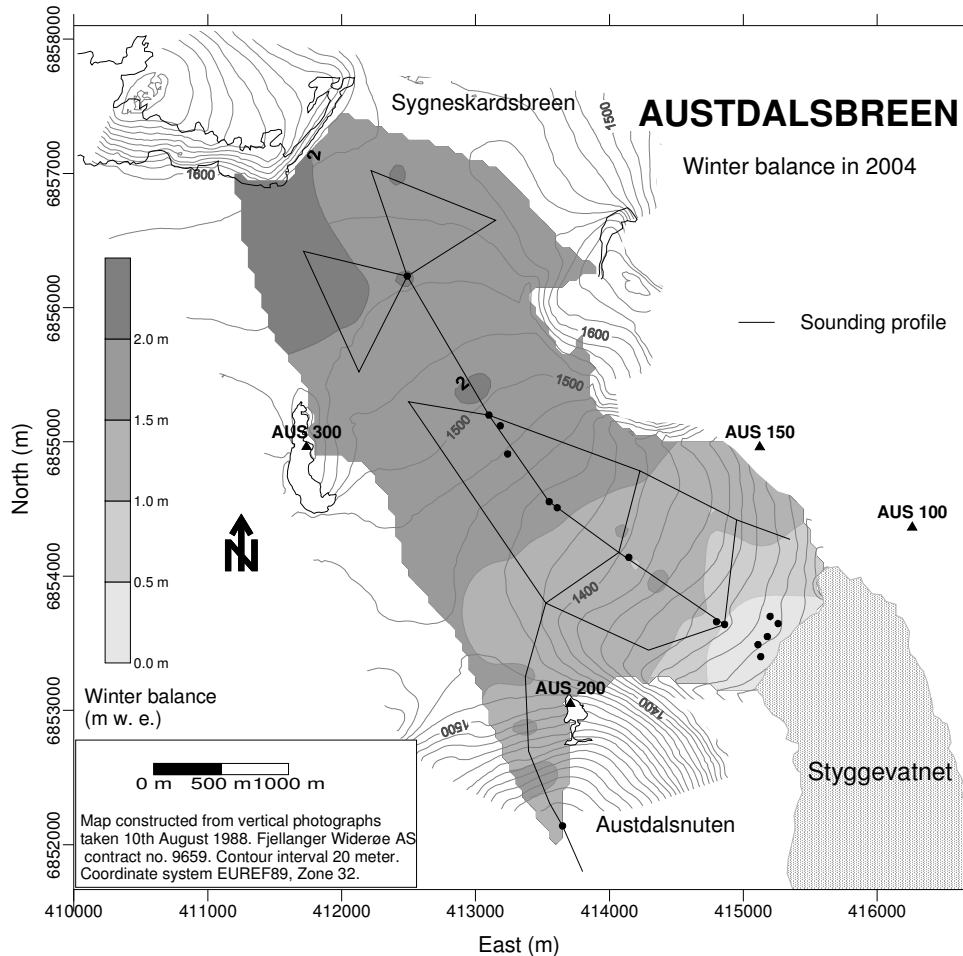 AUSTDALSBREEN
Winter balance in 2004
Sygneskardsbreen
1500
2
1600
1600
Sounding profile
1500
2
1500
AUS 300
AUS 150
AUS 100
N
1400
AUS 200
1400
1500
Styggevatnet
Austdalsnuten
2.0 m
1.5 m
1.0 m
0.5 m
0.0 m
Winter balance
(m w. e.)
0 m 500 m 1000 m
Map constructed from vertical photographs
taken 10th August 1988. Fjellanger Widerøe AS
contract no. 9659. Contour interval 20 meter.
Coordinate system EUREF89, Zone 32.
6858000
6857000
6856000
6855000
6854000
6853000
6852000
North (m)
410000 411000 412000 413000 414000 415000 416000
East (m)